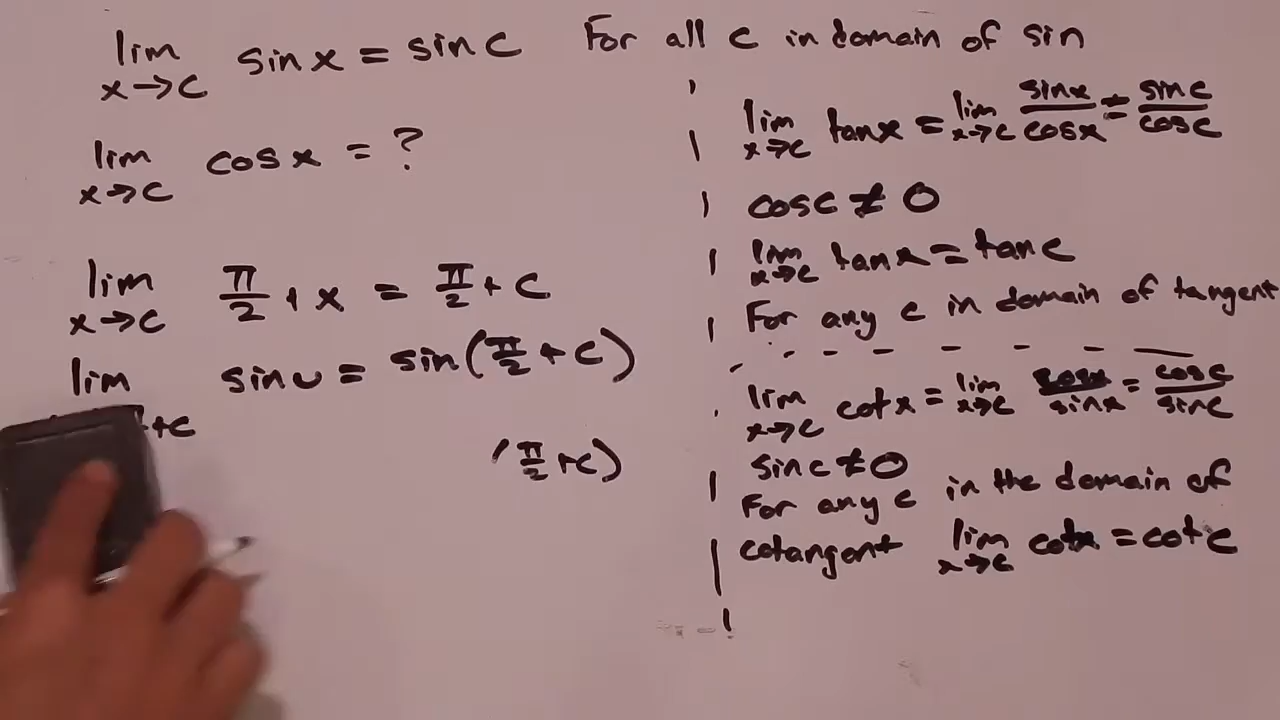 lim sin x = sin c For all c in domain of sin
x→c
lim cos x = ?
x→c
lim π/2 + x = π/2 + c
x→c
lim sin u = sin(π/2 + c)
+c
(π/2 + c)
lim tan x = lim sin x/cos x = sin c/cos c
x→c x→c
cos c ≠ 0
lim tan x = tan c
x→c
For any c in domain of tangent
lim cot x = lim cos x/sin x = cos c/sin c
x→c x→c
sin c ≠ 0
For any c in the domain of
cotangent lim cot x = cot c
x→c